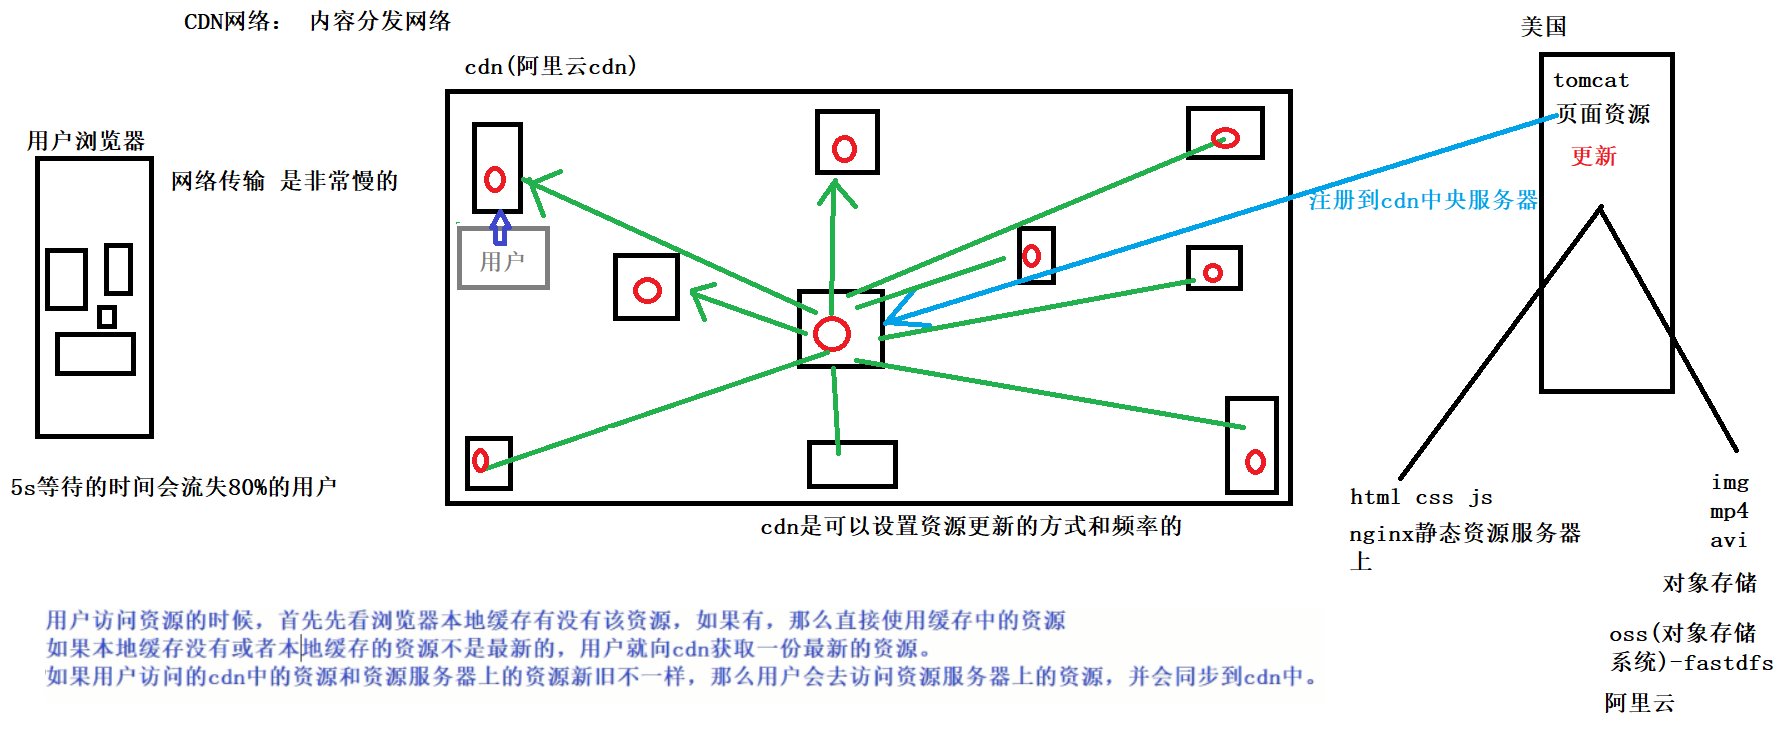 CDN网络： 内容分发网络
美国
cdn(阿里云cdn)
tomcat
页面资源
更新
用户浏览器
网络传输 是非常慢的
注册到cdn中央服务器
用户
5s等待的时间会流失80%的用户
cdn是可以设置资源更新的方式和频率的
html css js
nginx静态资源服务器
上
img
mp4
avi
对象存储
oss(对象存储
系统)-fastdfs
阿里云
用户访问资源的时候，首先先看浏览器本地缓存有没有该资源，如果有，那么直接使用缓存中的资源
如果本地缓存没有或者本地缓存的资源不是最新的，用户就向cdn获取一份最新的资源。
如果用户访问的cdn中的资源和资源服务器上的资源新旧不一样，那么用户会去访问资源服务器上的资源，并会同步到cdn中。